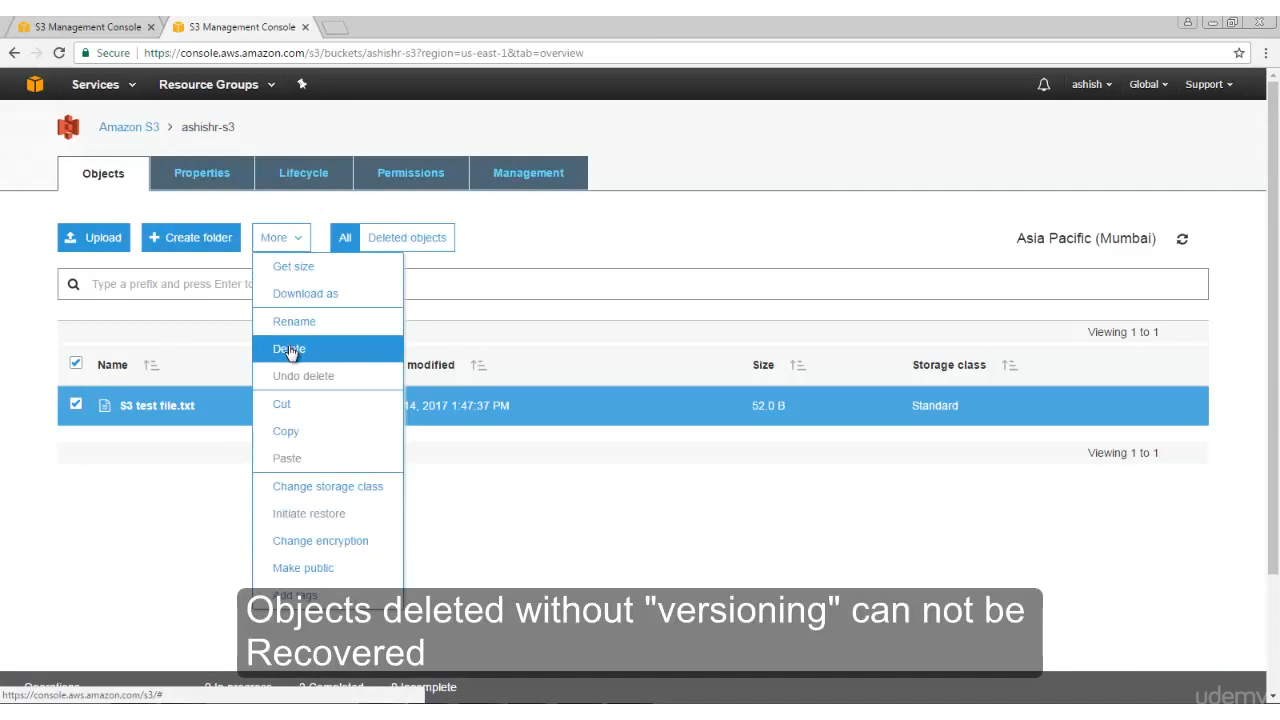 S3 Management Console
S3 Management Console
Secure https://console.aws.amazon.com/s3/buckets/ashishr-s3?region=us-east-1&tab=overview
Services Resource Groups ashish Global Support
Amazon S3 > ashishr-s3
Objects Properties Lifecycle Permissions Management
Upload + Create folder More All Deleted objects Asia Pacific (Mumbai)
Type a prefix and press Enter to
Get size
Download as
Rename
Delete
Undo delete
Cut
Copy
Paste
Change storage class
Initiate restore
Change encryption
Make public
Add tags
Viewing 1 to 1
Name modified Size Storage class
S3 test file.txt 14, 2017 1:47:37 PM 52.0 B Standard
Viewing 1 to 1
Objects deleted without "versioning" can not be
Recovered
Operations 0 In progress 2 Completed 0 Incomplete
https://console.aws.amazon.com/s3/#
udemy